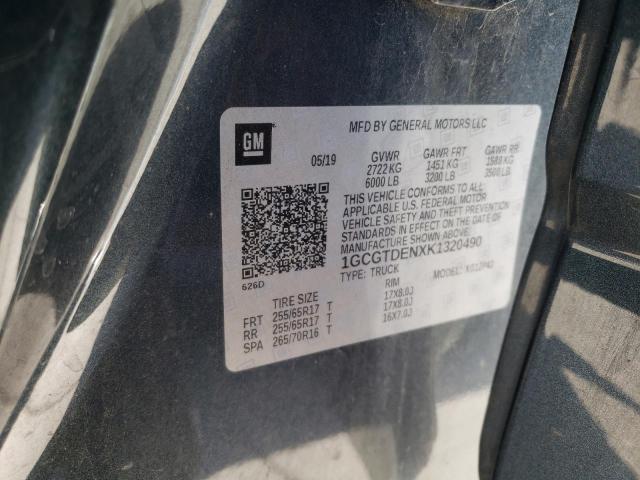 GM
MFD BY GENERAL MOTORS LLC
05/19 GVWR GAWR FRT GAWR RR
2722 KG 1451 KG 1588 KG
6000 LB 3200 LB 3500 LB
THIS VEHICLE CONFORMS TO ALL
APPLICABLE U.S. FEDERAL MOTOR
VEHICLE SAFETY AND THEFT PREVENTION
STANDARDS IN EFFECT ON THE DATE OF
MANUFACTURE SHOWN ABOVE.
1GCGTDENXK1320490
TYPE: TRUCK MODEL:
626D
TIRE SIZE RIM
FRT 255/65R17 T 17X8.0J
RR 255/65R17 T 17X8.0J
SPA 265/70R16 T 16X7.0J